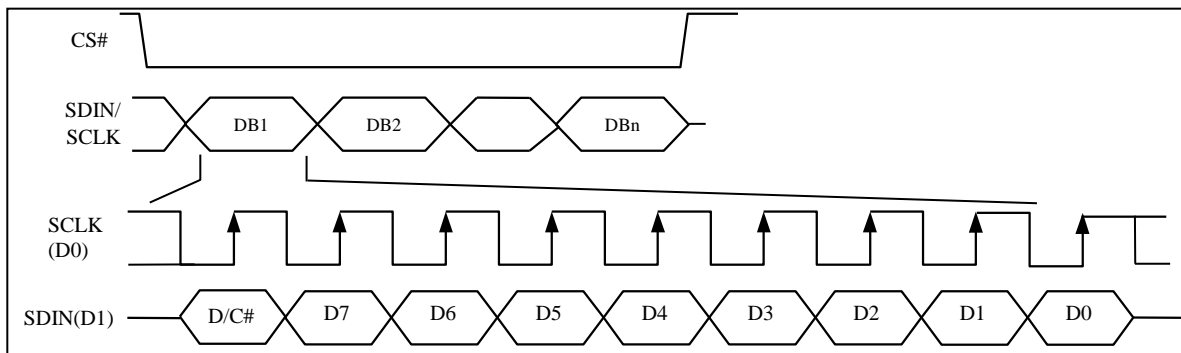 CS#
SDIN/
SCLK
DB1 DB2 DBn
SCLK
(D0)
SDIN(D1) D/C# D7 D6 D5 D4 D3 D2 D1 D0